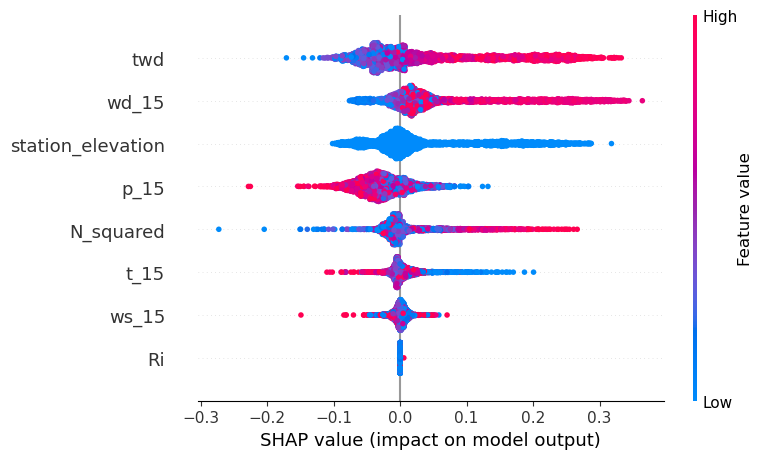 High
twd
wd_15
station_elevation
p_15
N_squared
t_15
ws_15
Ri
Feature value
Low
−0.3 −0.2 −0.1 0.0 0.1 0.2 0.3
SHAP value (impact on model output)